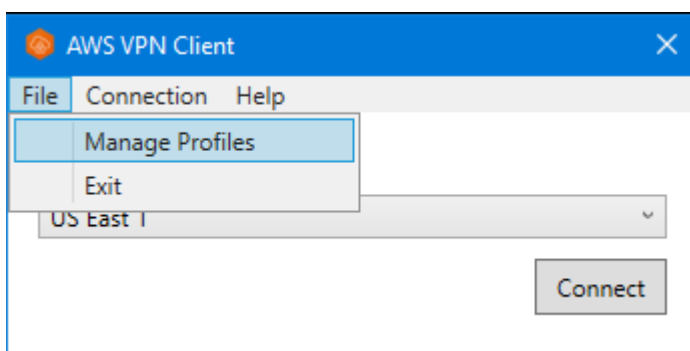 AWS VPN Client
File Connection Help
Manage Profiles
Exit
US East 1
Connect